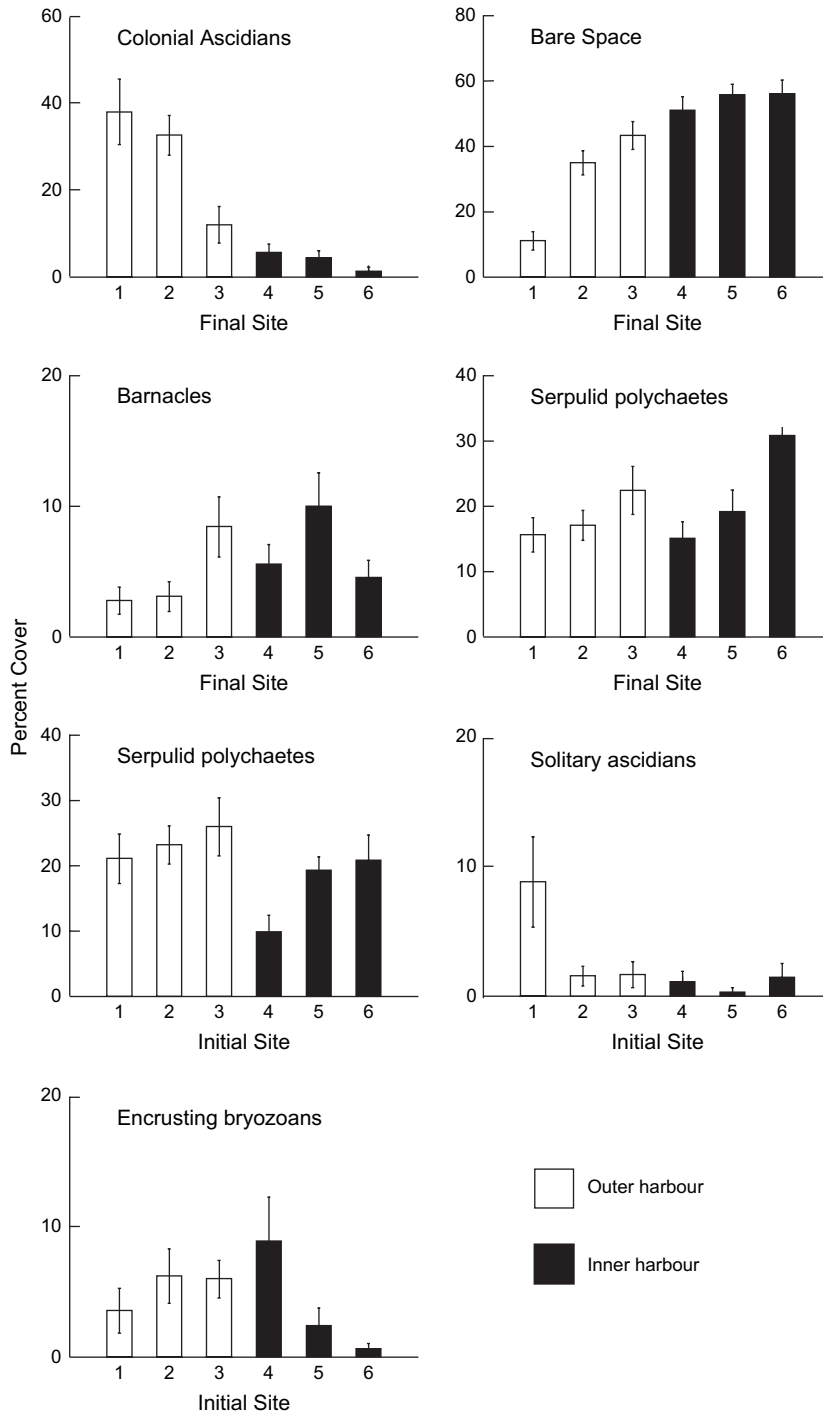 Percent Cover
Colonial Ascidians
60
40
20
0
1 2 3 4 5 6
Final Site
Bare Space
80
60
40
20
0
1 2 3 4 5 6
Final Site
Barnacles
20
10
0
1 2 3 4 5 6
Final Site
Serpulid polychaetes
40
30
20
10
0
1 2 3 4 5 6
Final Site
Serpulid polychaetes
40
30
20
10
0
1 2 3 4 5 6
Initial Site
Solitary ascidians
20
10
0
1 2 3 4 5 6
Initial Site
Encrusting bryozoans
20
10
0
1 2 3 4 5 6
Initial Site
Outer harbour
Inner harbour